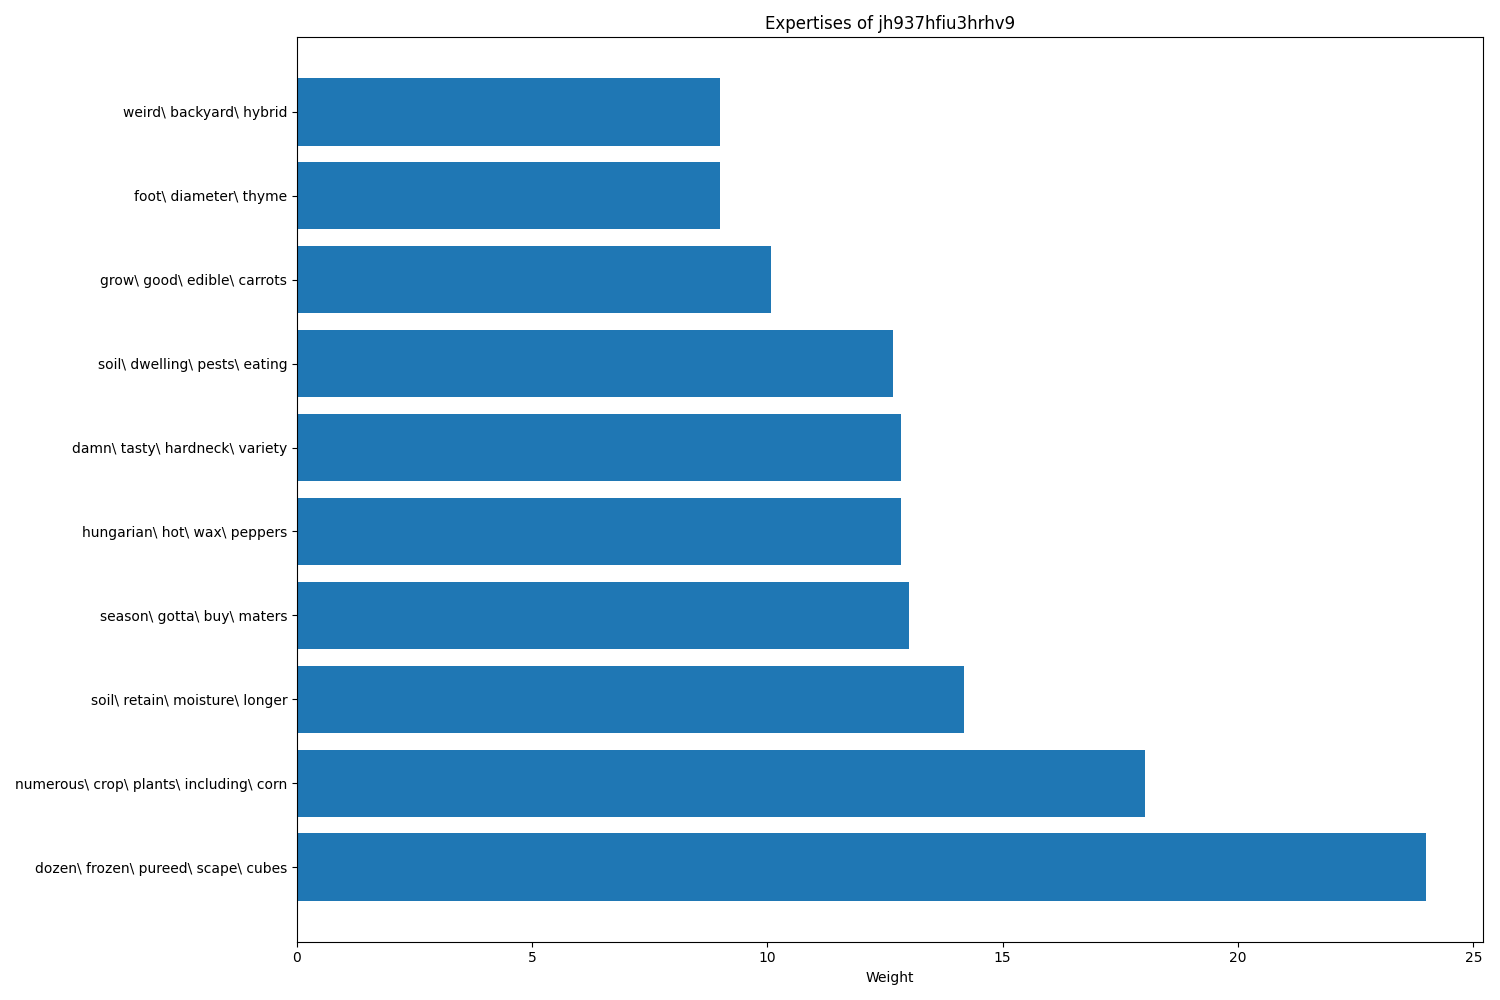 Expertises of jh937hfiu3hrhv9
weird\ backyard\ hybrid
foot\ diameter\ thyme
grow\ good\ edible\ carrots
soil\ dwelling\ pests\ eating
damn\ tasty\ hardneck\ variety
hungarian\ hot\ wax\ peppers
season\ gotta\ buy\ maters
soil\ retain\ moisture\ longer
numerous\ crop\ plants\ including\ corn
dozen\ frozen\ pureed\ scape\ cubes
0 5 10 15 20 25
Weight